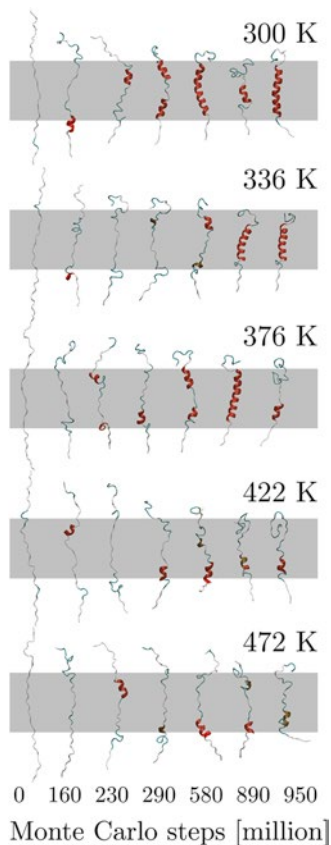 300 K
336 K
376 K
422 K
472 K
0 160 230 290 580 890 950
Monte Carlo steps [million]